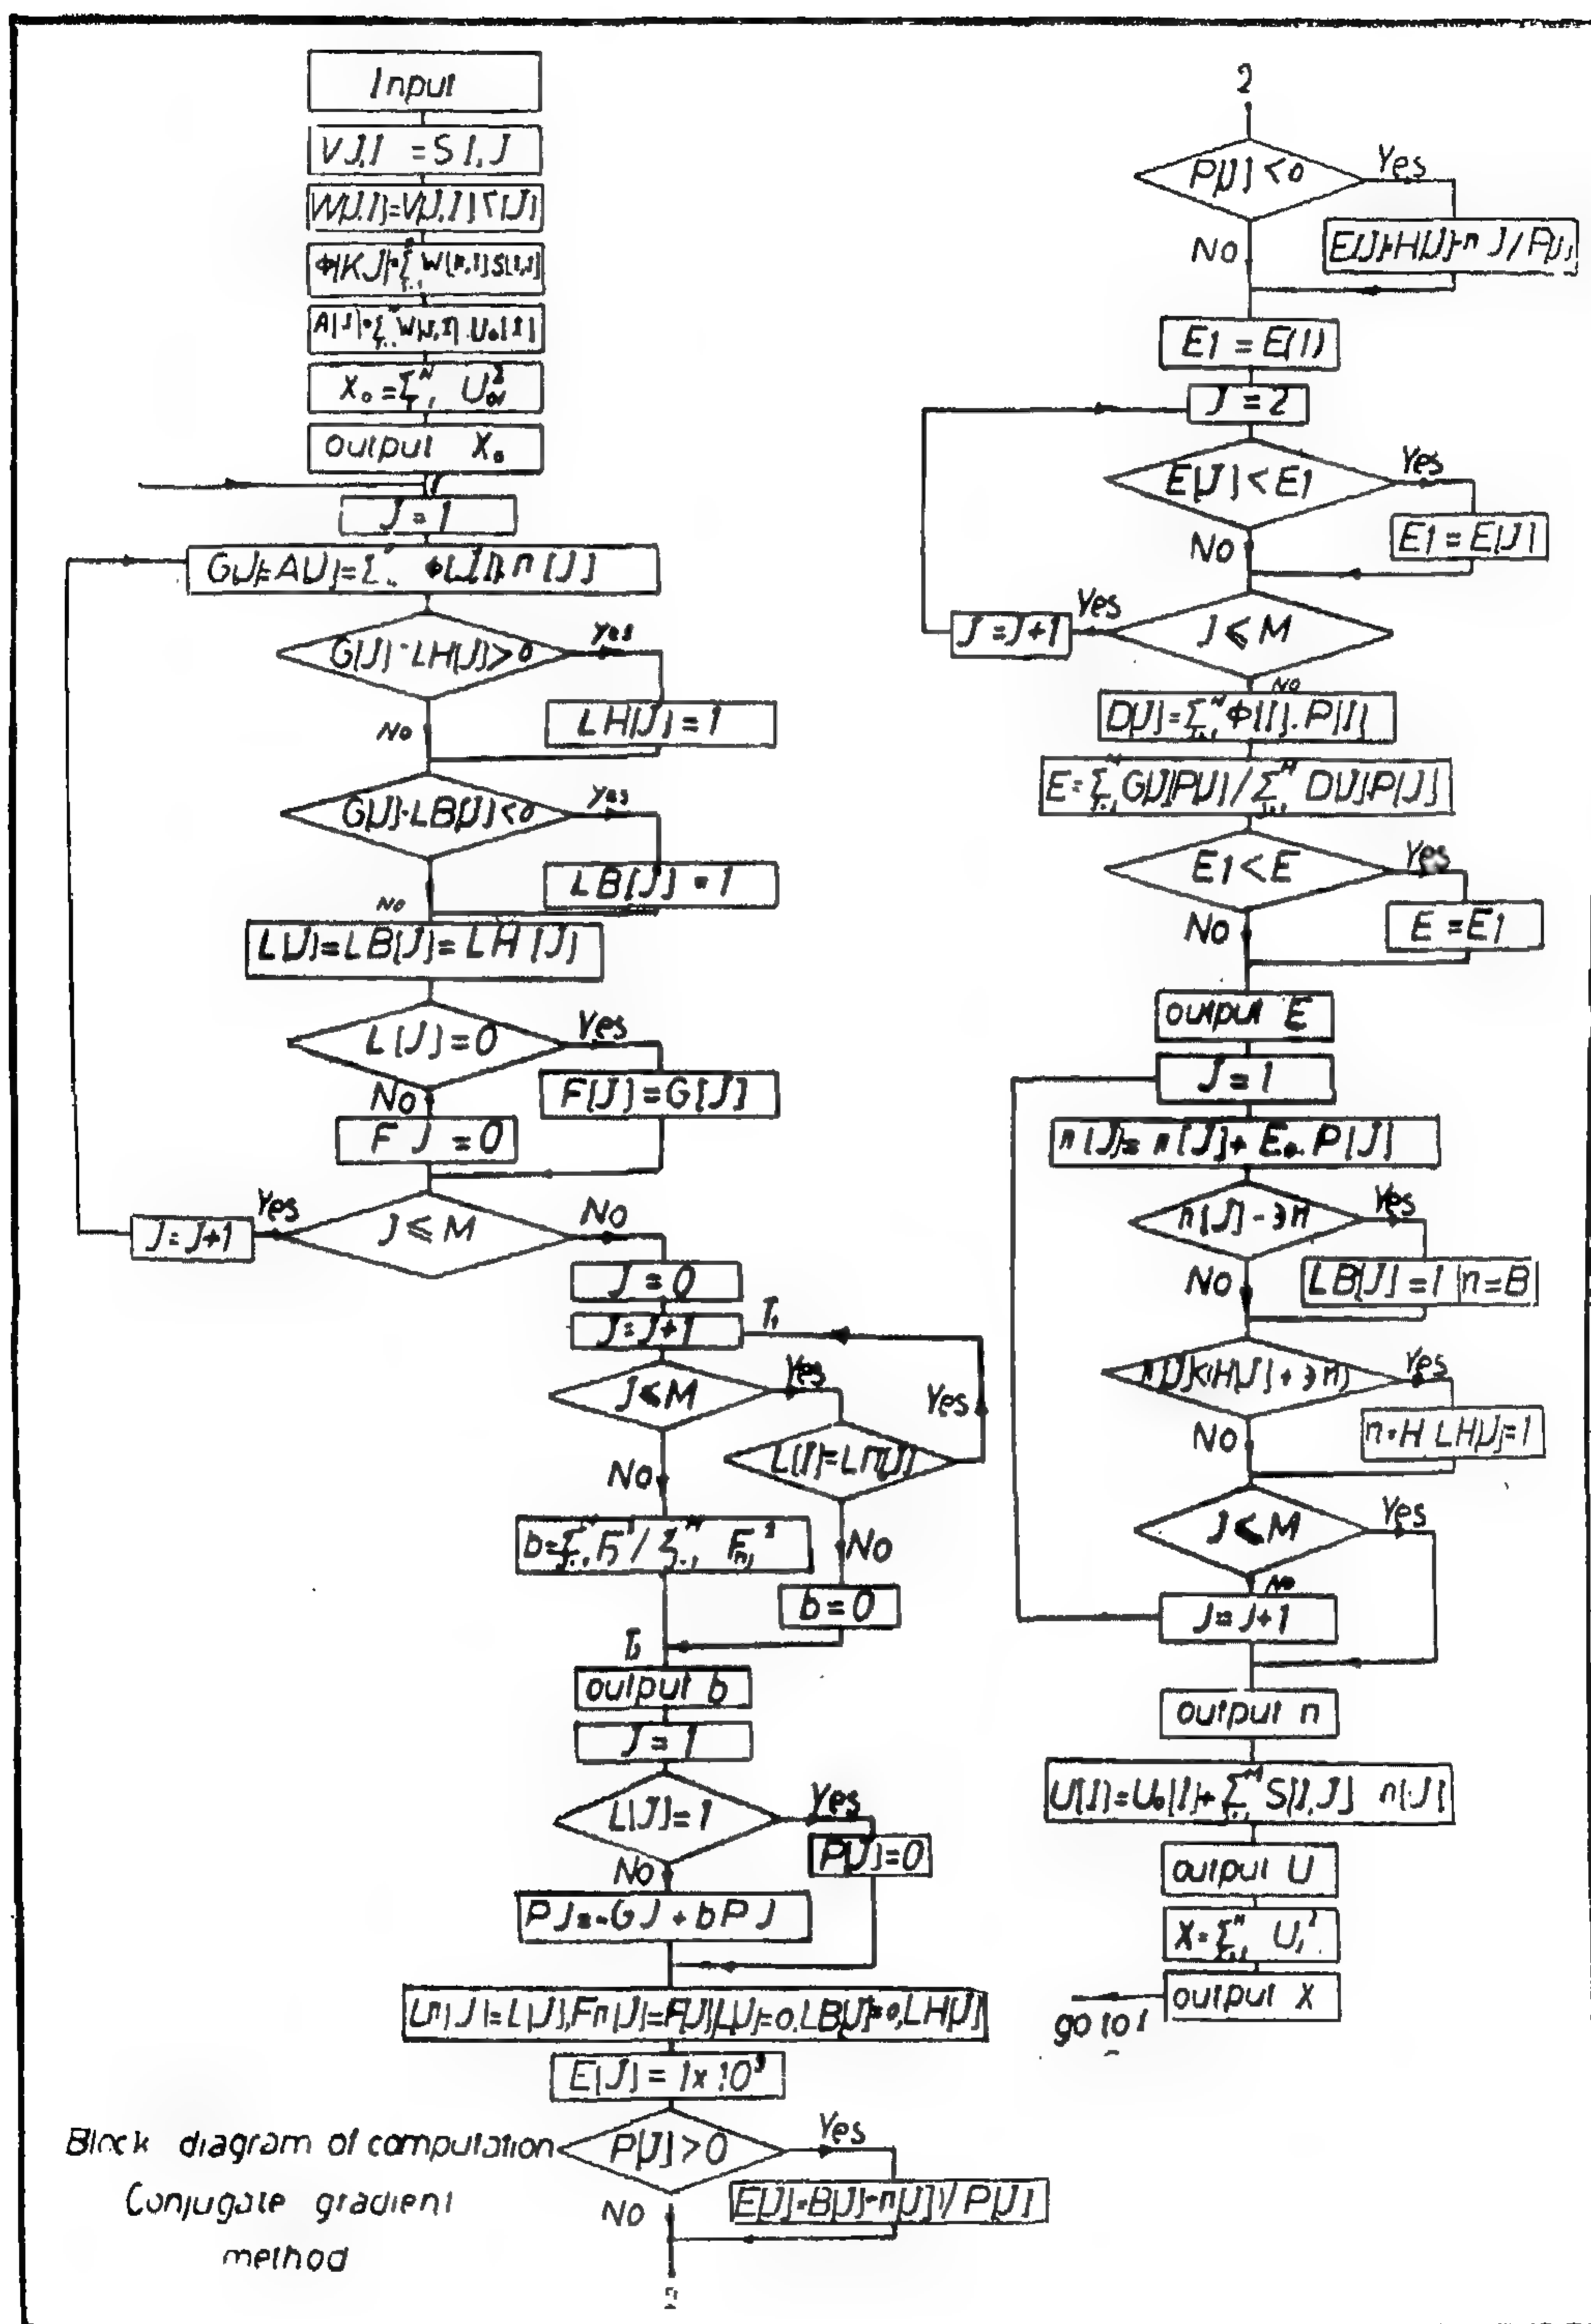 Input
VJ,I = S I,J
X₀ = Σ
output X₀
J = 1
G[J] - LH[J] > 0
yes
LH[J] = 1
NO
G[J]·LB[J] < 0
yes
LB[J] = 1
NO
L[J] = LB[J] = LH[J]
L[J] = 0
Yes
NO
F[J] = G[J]
F J = 0
J ≤ M
Yes
J = J+1
NO
J = 0
J = J+1
J ≤ M
Yes
Yes
NO
NO
b = 0
output b
J = 1
L[J] = 1
Yes
P[J] = 0
NO
P J = -G J + b P J
P[J] > 0
Yes
E[J] = B[J] - n[J] / P[J]
NO
Block diagram of computation
Conjugate gradient
method
2
P[J] < 0
Yes
NO
E1 = E(1)
J = 2
E[J] < E1
Yes
E1 = E[J]
NO
J ≤ M
Yes
J = J+1
NO
D[J] = Σ Φ[I]. P[I]
E = Σ G[J]P[J] / Σ D[J].P[J]
E1 < E
Yes
E = E1
NO
output E
J = 1
n[J] = n[J] + E. P[J]
Yes
LB[J] = 1 n = B
NO
Yes
LH[J] = 1
NO
J ≤ M
Yes
NO
J = J+1
output n
U[I] = U₀[I] + Σ S[I,J] n[J]
output U
X = Σ
output X
go to 1